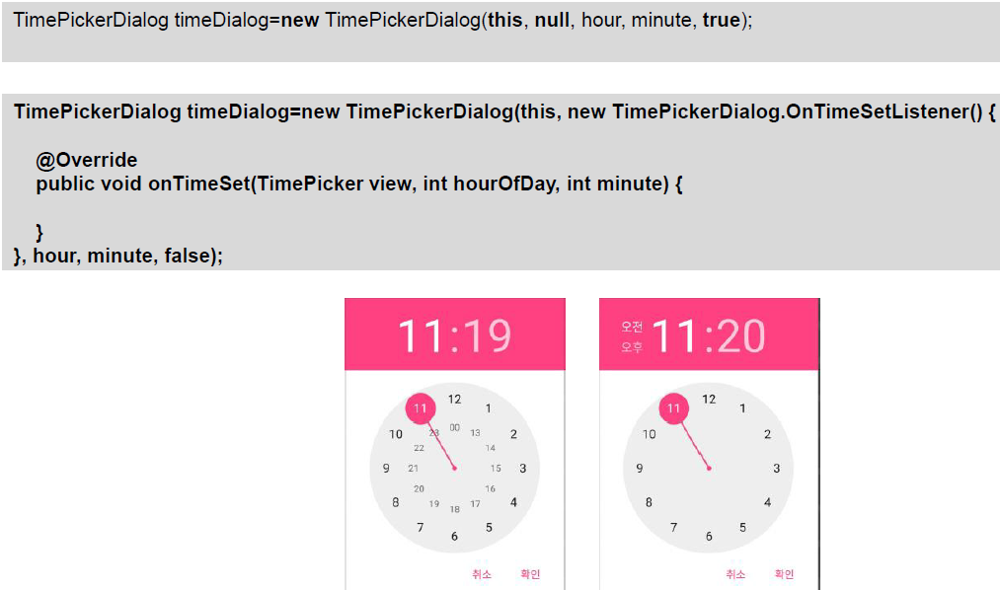 TimePickerDialog timeDialog=new TimePickerDialog(this, null, hour, minute, true);
TimePickerDialog timeDialog=new TimePickerDialog(this, new TimePickerDialog.OnTimeSetListener() {
@Override
public void onTimeSet(TimePicker view, int hourOfDay, int minute) {
}
}, hour, minute, false);
11:19
12
11 1
00
23 13
10 2
22 14
9 21 15 3
20 16
8 4
19 17
18
7 5
6
취소 확인
오전 11:20
오후
12
11 1
10 2
9 3
8 4
7 5
6
취소 확인